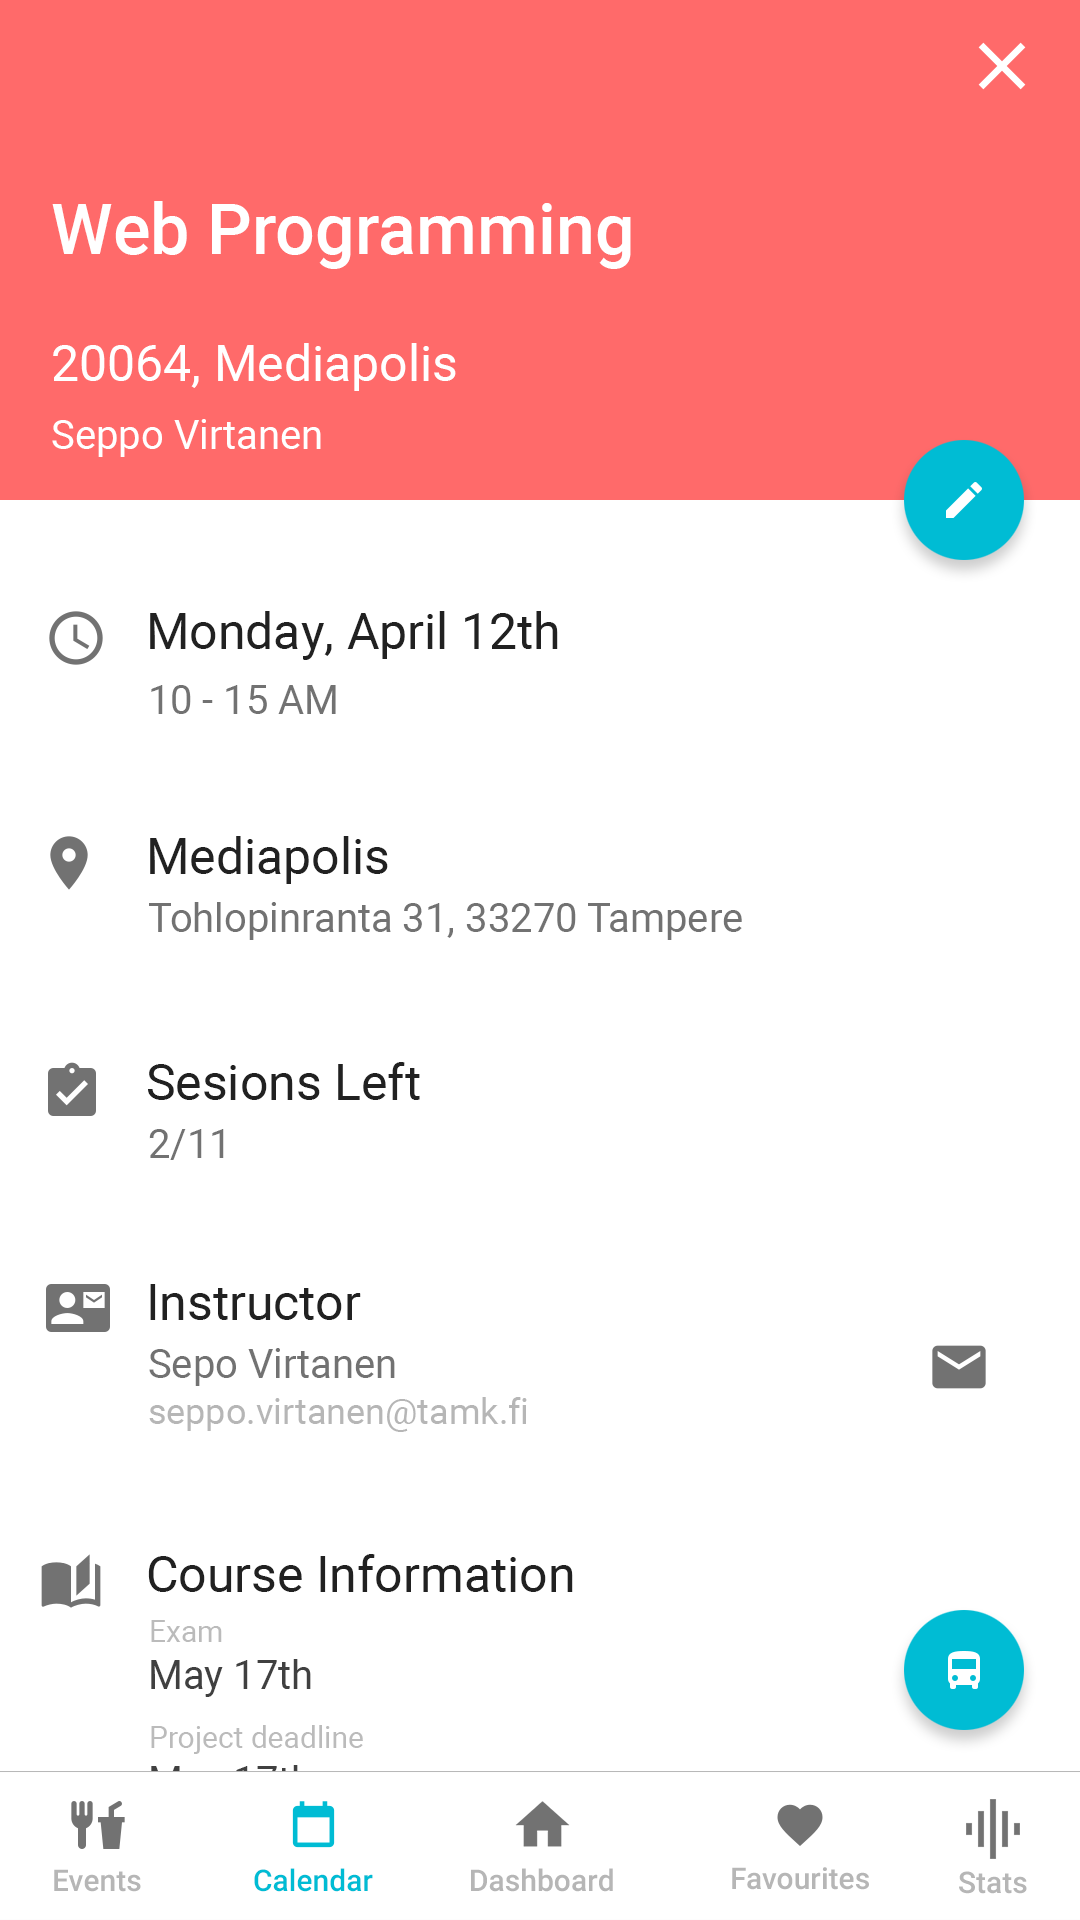 Web Programming
20064, Mediapolis
Seppo Virtanen
Monday, April 12th
10 - 15 AM
Mediapolis
Tohlopinranta 31, 33270 Tampere
Sesions Left
2/11
Instructor
Sepo Virtanen
seppo.virtanen@tamk.fi
Course Information
Exam
May 17th
Project deadline
May 17th
Events
Calendar
Dashboard
Favourites
Stats